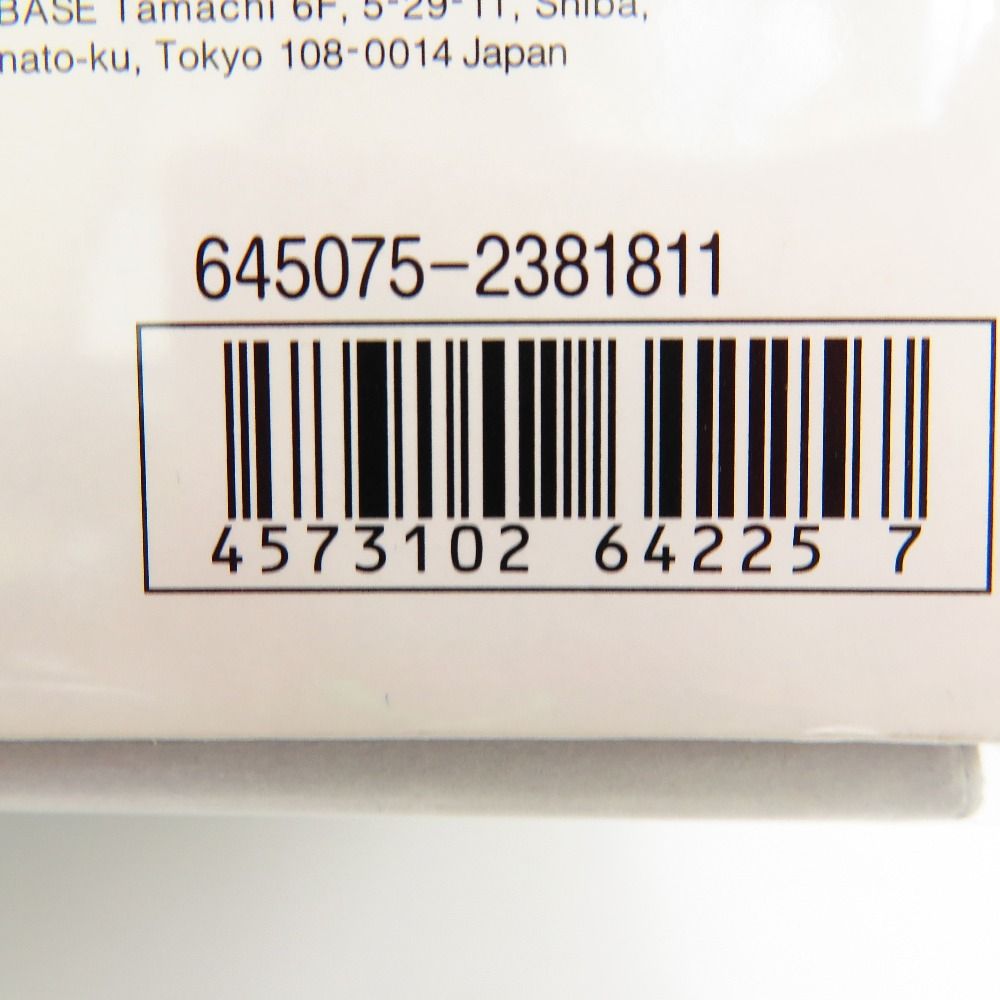 BASE Tamachi 6F, 5-29-11, Shiba,
nato-ku, Tokyo 108-0014 Japan
645075-2381811
4573102 64225 7